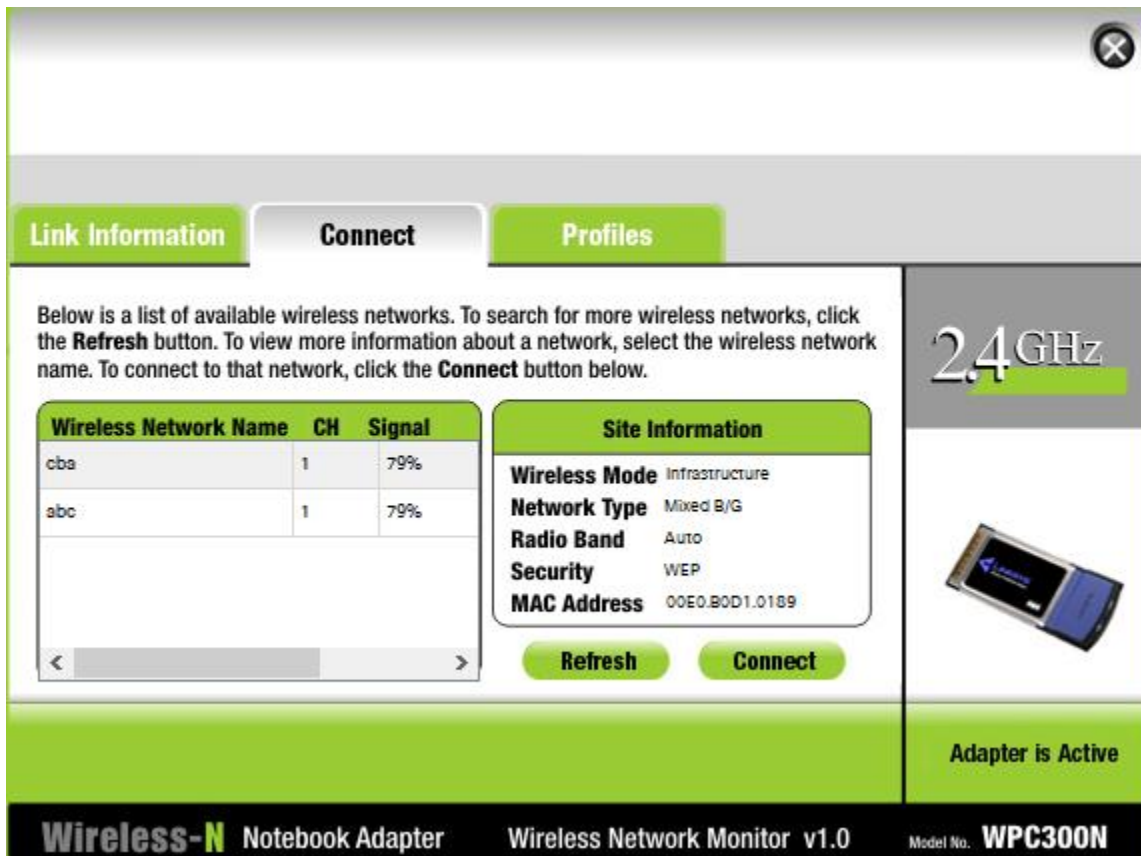 Link Information
Connect
Profiles
Below is a list of available wireless networks. To search for more wireless networks, click
the Refresh button. To view more information about a network, select the wireless network
name. To connect to that network, click the Connect button below.
Wireless Network Name CH Signal
cba 1 79%
abc 1 79%
Site Information
Wireless Mode Infrastructure
Network Type Mixed B/G
Radio Band Auto
Security WEP
MAC Address 00E0.B0D1.0189
Refresh
Connect
2.4GHz
Linksys
Adapter is Active
Wireless-N Notebook Adapter
Wireless Network Monitor v1.0
Model No. WPC300N